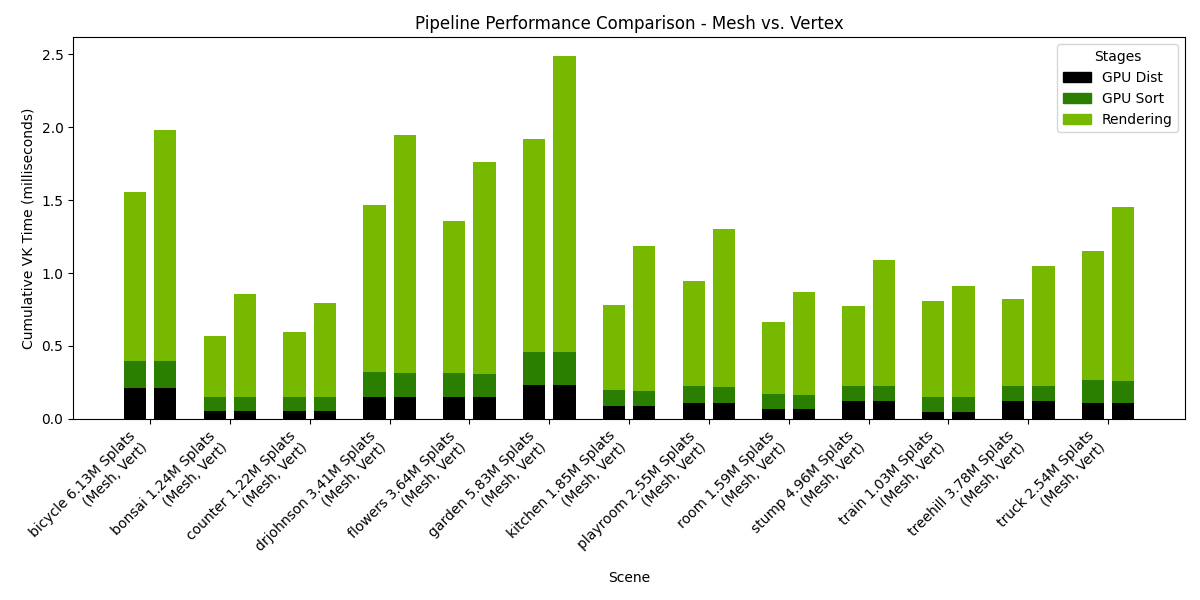 Pipeline Performance Comparison - Mesh vs. Vertex
Cumulative VK Time (milliseconds)
2.5
2.0
1.5
1.0
0.5
0.0
Stages
GPU Dist
GPU Sort
Rendering
bicycle 6.13M Splats
(Mesh, Vert)
bonsai 1.24M Splats
(Mesh, Vert)
counter 1.22M Splats
(Mesh, Vert)
drjohnson 3.41M Splats
(Mesh, Vert)
flowers 3.64M Splats
(Mesh, Vert)
garden 5.83M Splats
(Mesh, Vert)
kitchen 1.85M Splats
(Mesh, Vert)
playroom 2.55M Splats
(Mesh, Vert)
room 1.59M Splats
(Mesh, Vert)
stump 4.96M Splats
(Mesh, Vert)
train 1.03M Splats
(Mesh, Vert)
treehill 3.78M Splats
(Mesh, Vert)
truck 2.54M Splats
(Mesh, Vert)
Scene